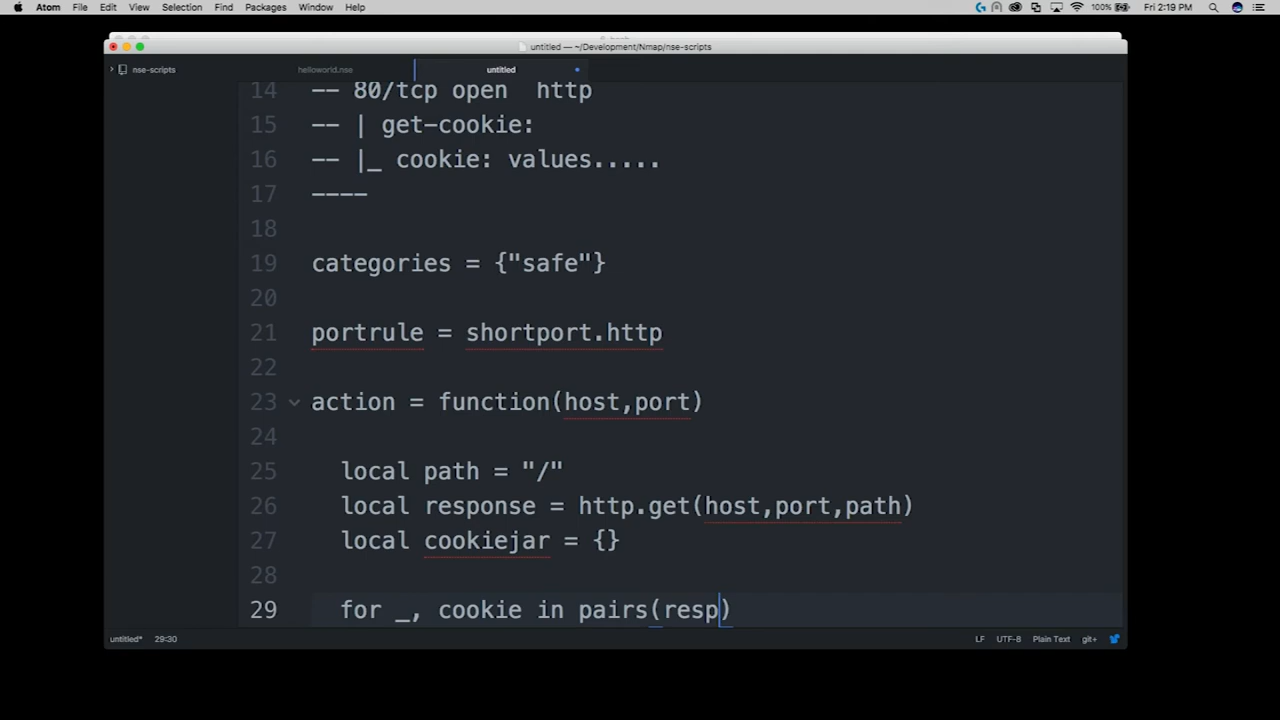 Atom File Edit View Selection Find Packages Window Help 100% Fri 2:19 PM
untitled — ~/Development/Nmap/nse-scripts
nse-scripts helloworld.nse untitled
14 -- 80/tcp open  http
15 -- | get-cookie:
16 -- |_ cookie: values.....
17 ----
18
19 categories = {"safe"}
20
21 portrule = shortport.http
22
23 action = function(host,port)
24
25 local path = "/"
26 local response = http.get(host,port,path)
27 local cookiejar = {}
28
29 for _, cookie in pairs(resp)
untitled* 29:30 LF UTF-8 Plain Text git+